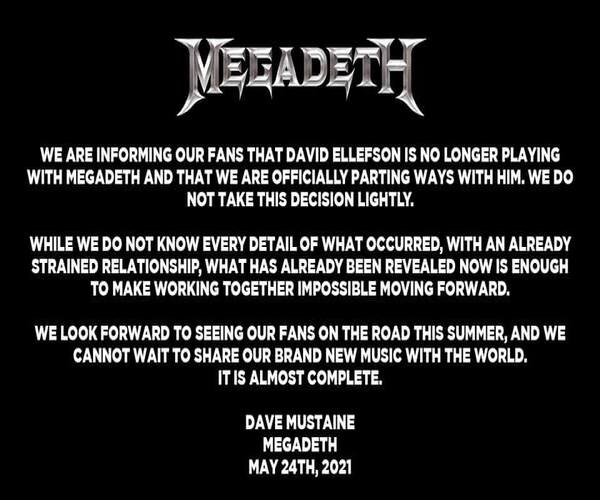 MEGADETH
WE ARE INFORMING OUR FANS THAT DAVID ELLEFSON IS NO LONGER PLAYING
WITH MEGADETH AND THAT WE ARE OFFICIALLY PARTING WAYS WITH HIM. WE DO
NOT TAKE THIS DECISION LIGHTLY.
WHILE WE DO NOT KNOW EVERY DETAIL OF WHAT OCCURRED, WITH AN ALREADY
STRAINED RELATIONSHIP, WHAT HAS ALREADY BEEN REVEALED NOW IS ENOUGH
TO MAKE WORKING TOGETHER IMPOSSIBLE MOVING FORWARD.
WE LOOK FORWARD TO SEEING OUR FANS ON THE ROAD THIS SUMMER, AND WE
CANNOT WAIT TO SHARE OUR BRAND NEW MUSIC WITH THE WORLD.
IT IS ALMOST COMPLETE.
DAVE MUSTAINE
MEGADETH
MAY 24TH, 2021